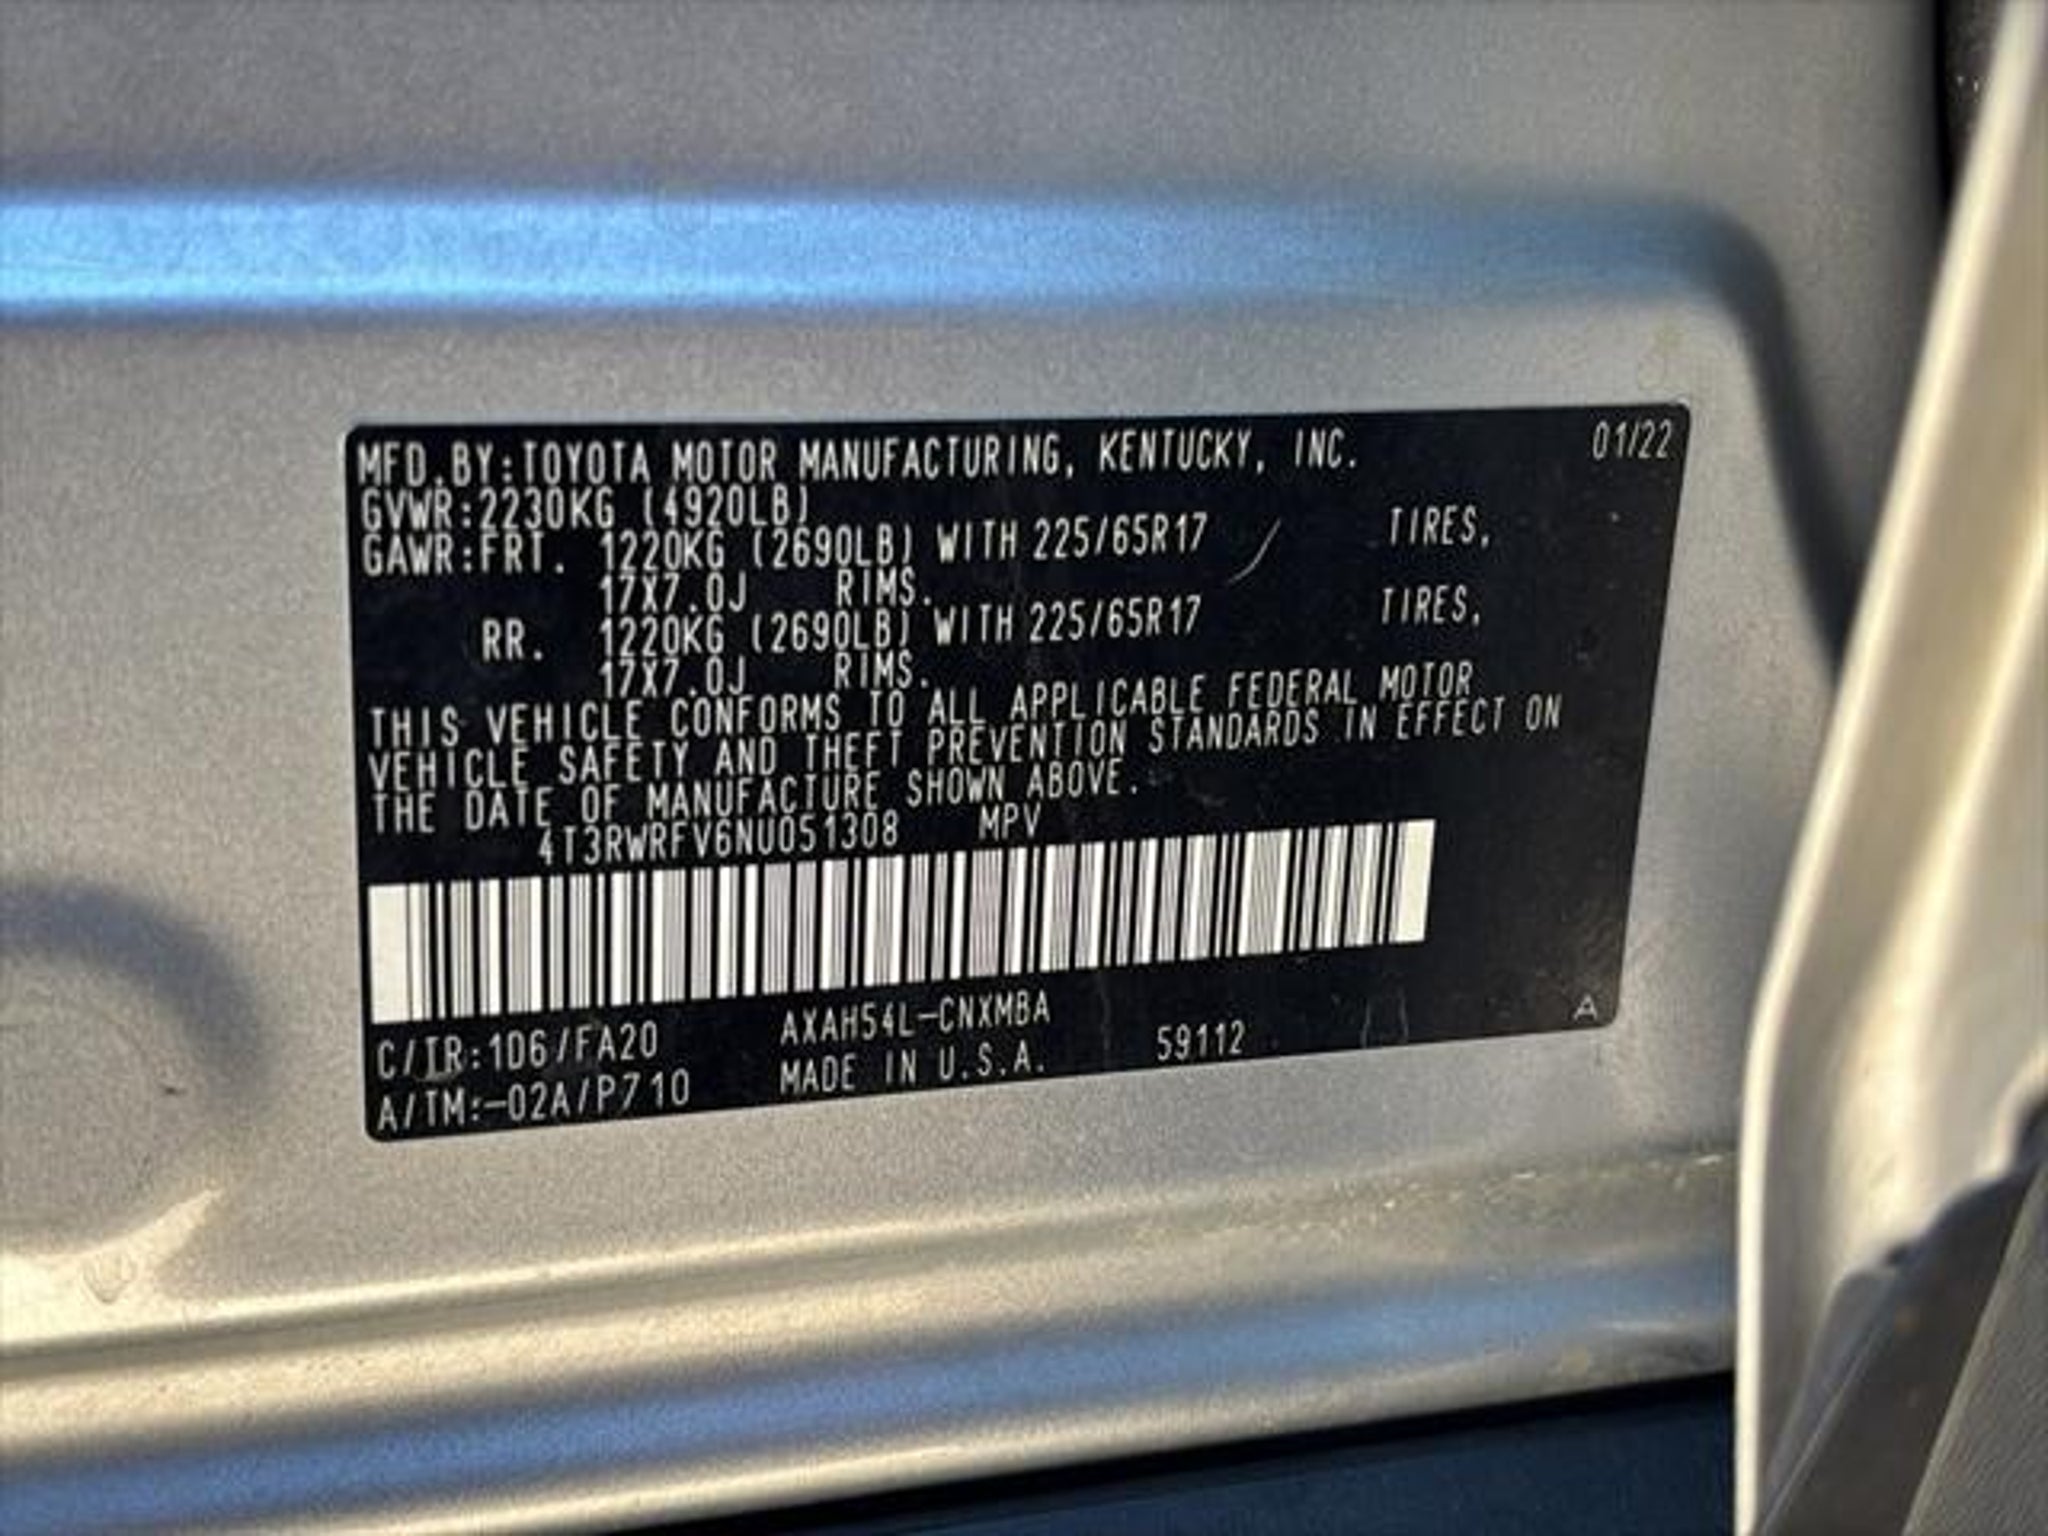 MFD.BY:TOYOTA MOTOR MANUFACTURING, KENTUCKY, INC. 01/22
GVWR:2230KG (4920LB)
GAWR:FRT. 1220KG (2690LB) WITH 225/65R17 TIRES,
17X7.0J RIMS.
RR. 1220KG (2690LB) WITH 225/65R17 TIRES,
17X7.0J RIMS.
THIS VEHICLE CONFORMS TO ALL APPLICABLE FEDERAL MOTOR
VEHICLE SAFETY AND THEFT PREVENTION STANDARDS IN EFFECT ON
THE DATE OF MANUFACTURE SHOWN ABOVE.
4T3RWRFV6NU051308 MPV
C/TR:1D6/FA20 AXAH54L-CNXMBA A
A/TM:-02A/P710 MADE IN U.S.A. 59112